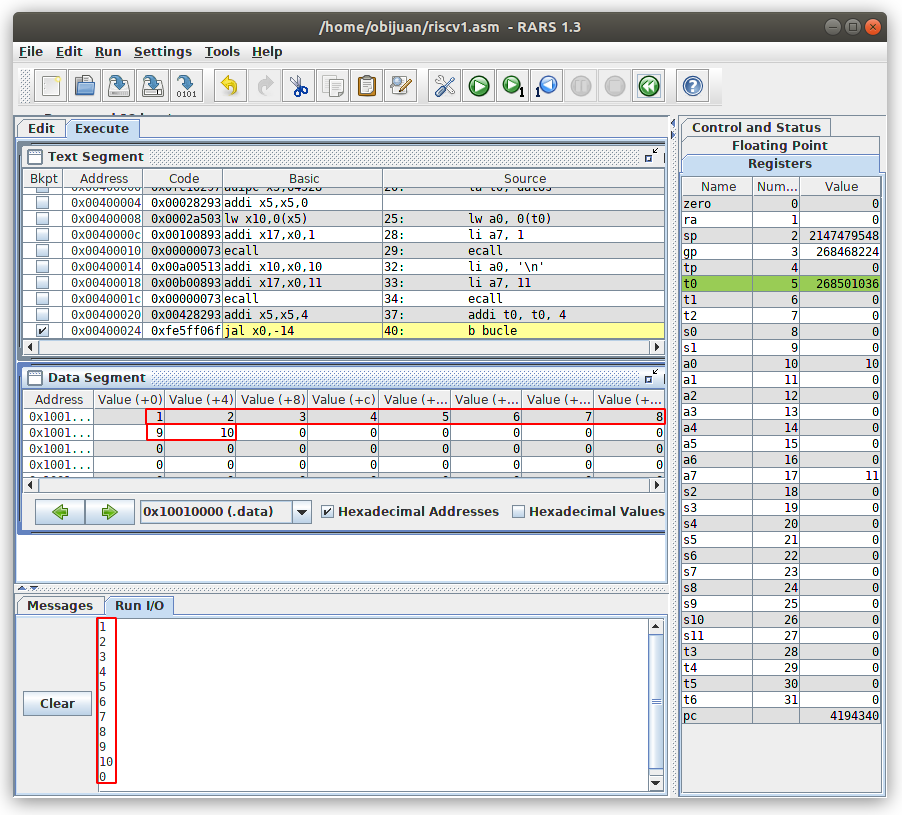 /home/obijuan/riscv1.asm - RARS 1.3
File Edit Run Settings Tools Help
Edit Execute
Text Segment
Bkpt Address Code Basic Source
0x00400004 0x00028293 addi x5,x5,0
0x00400008 0x0002a503 lw x10,0(x5) 25: lw a0, 0(t0)
0x0040000c 0x00100893 addi x17,x0,1 28: li a7, 1
0x00400010 0x00000073 ecall 29: ecall
0x00400014 0x00a00513 addi x10,x0,10 32: li a0, '\n'
0x00400018 0x00b00893 addi x17,x0,11 33: li a7, 11
0x0040001c 0x00000073 ecall 34: ecall
0x00400020 0x00428293 addi x5,x5,4 37: addi t0, t0, 4
0x00400024 0xfe5ff06f jal x0,-14 40: b bucle
Data Segment
Address Value (+0) Value (+4) Value (+8) Value (+c) Value (+... Value (+... Value (+... Value (+...
0x1001... 1 2 3 4 5 6 7 8
0x1001... 9 10 0 0 0 0 0 0
0x1001... 0 0 0 0 0 0 0 0
0x1001... 0 0 0 0 0 0 0 0
0x10010000 (.data) Hexadecimal Addresses Hexadecimal Values
Messages Run I/O
Clear
1
2
3
4
5
6
7
8
9
10
0
Control and Status
Floating Point
Registers
Name Num... Value
zero 0 0
ra 1 0
sp 2 2147479548
gp 3 268468224
tp 4 0
t0 5 268501036
t1 6 0
t2 7 0
s0 8 0
s1 9 0
a0 10 10
a1 11 0
a2 12 0
a3 13 0
a4 14 0
a5 15 0
a6 16 0
a7 17 11
s2 18 0
s3 19 0
s4 20 0
s5 21 0
s6 22 0
s7 23 0
s8 24 0
s9 25 0
s10 26 0
s11 27 0
t3 28 0
t4 29 0
t5 30 0
t6 31 0
pc 4194340